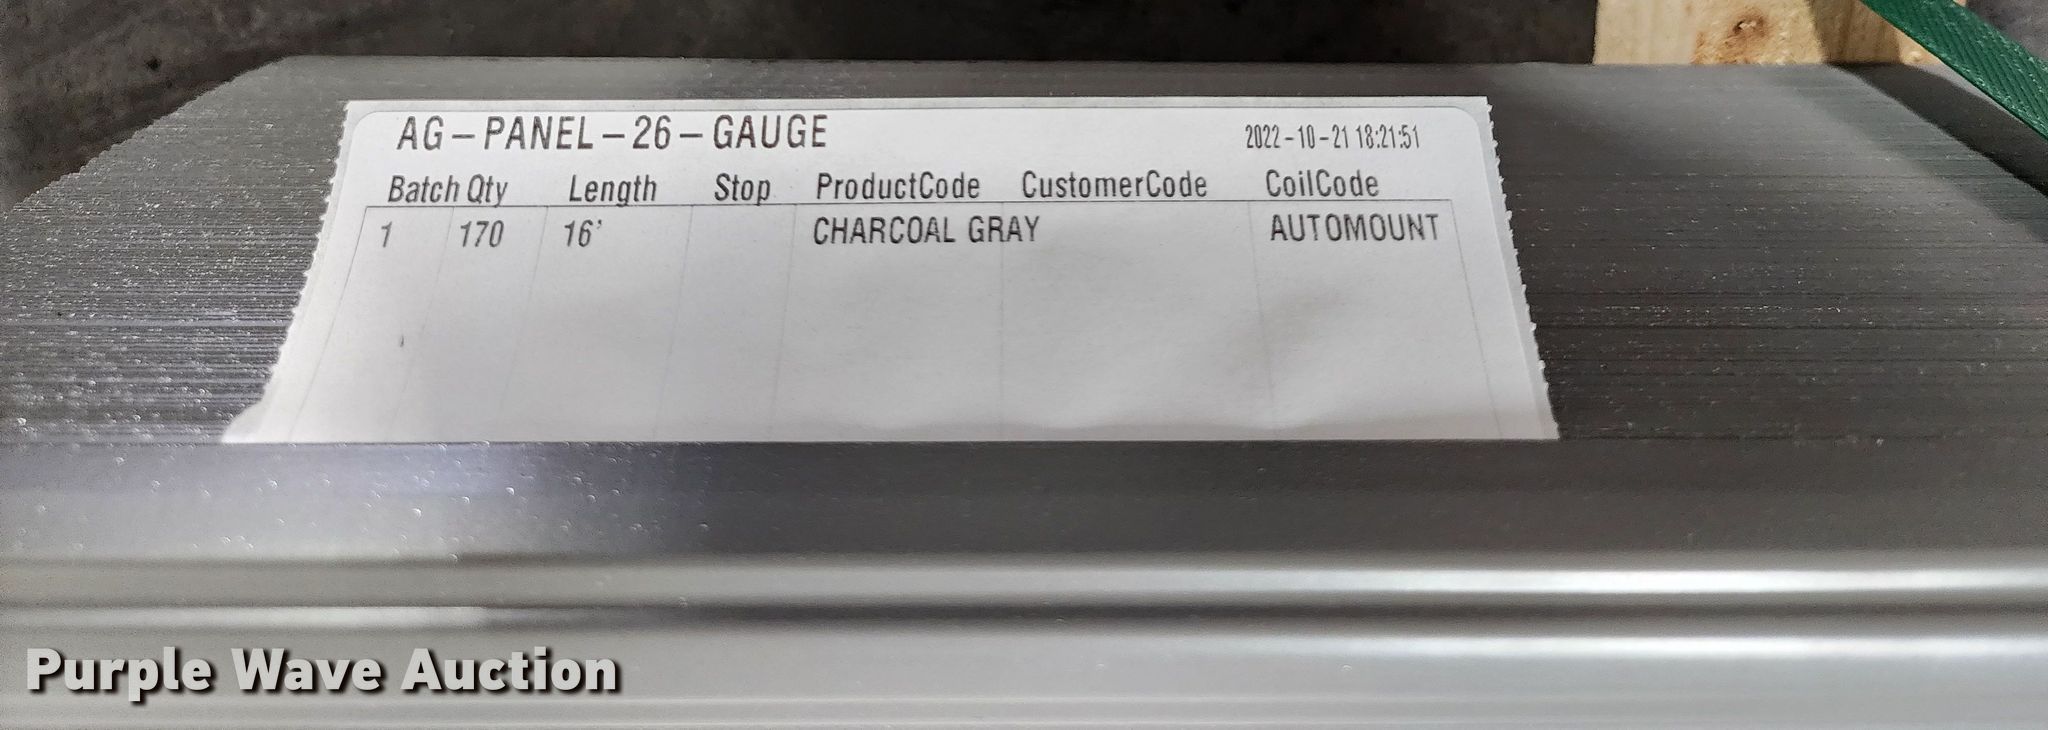 AG-PANEL-26-GAUGE 2022-10-21 18:21:51
Batch Qty Length Stop ProductCode CustomerCode CoilCode
1 170 16' CHARCOAL GRAY AUTOMOUNT
Purple Wave Auction